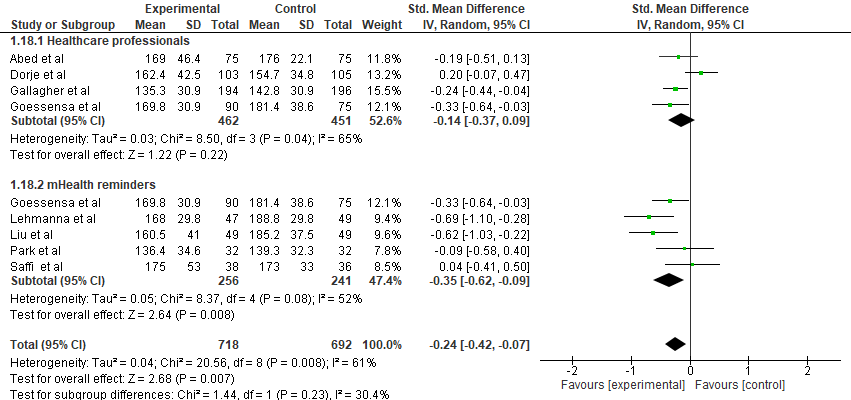 Experimental Control Std. Mean Difference Std. Mean Difference
Study or Subgroup Mean SD Total Mean SD Total Weight IV, Random, 95% CI IV, Random, 95% CI
1.18.1 Healthcare professionals
Abed et al 169 46.4 75 176 22.1 75 11.8% -0.19 [-0.51, 0.13]
Dorje et al 162.4 42.5 103 154.7 34.8 105 13.2% 0.20 [-0.07, 0.47]
Gallagher et al 135.3 30.9 194 142.8 30.9 196 15.5% -0.24 [-0.44, -0.04]
Goessensa et al 169.8 30.9 90 181.4 38.6 75 12.1% -0.33 [-0.64, -0.03]
Subtotal (95% CI) 462 451 52.6% -0.14 [-0.37, 0.09]
Heterogeneity: Tau² = 0.03; Chi² = 8.50, df = 3 (P = 0.04); I² = 65%
Test for overall effect: Z = 1.22 (P = 0.22)
1.18.2 mHealth reminders
Goessensa et al 169.8 30.9 90 181.4 38.6 75 12.1% -0.33 [-0.64, -0.03]
Lehmanna et al 168 29.8 47 188.8 29.8 49 9.4% -0.69 [-1.10, -0.28]
Liu et al 160.5 41 49 185.2 37.5 49 9.6% -0.62 [-1.03, -0.22]
Park et al 136.4 34.6 32 139.3 32.3 32 7.8% -0.09 [-0.58, 0.40]
Saffi et al 175 53 38 173 33 36 8.5% 0.04 [-0.41, 0.50]
Subtotal (95% CI) 256 241 47.4% -0.35 [-0.62, -0.09]
Heterogeneity: Tau² = 0.05; Chi² = 8.37, df = 4 (P = 0.08); I² = 52%
Test for overall effect: Z = 2.64 (P = 0.008)
Total (95% CI) 718 692 100.0% -0.24 [-0.42, -0.07]
Heterogeneity: Tau² = 0.04; Chi² = 20.56, df = 8 (P = 0.008); I² = 61%
Test for overall effect: Z = 2.68 (P = 0.007)
Test for subgroup differences: Chi² = 1.44, df = 1 (P = 0.23), I² = 30.4%
-2 -1 0 1 2
Favours [experimental] Favours [control]